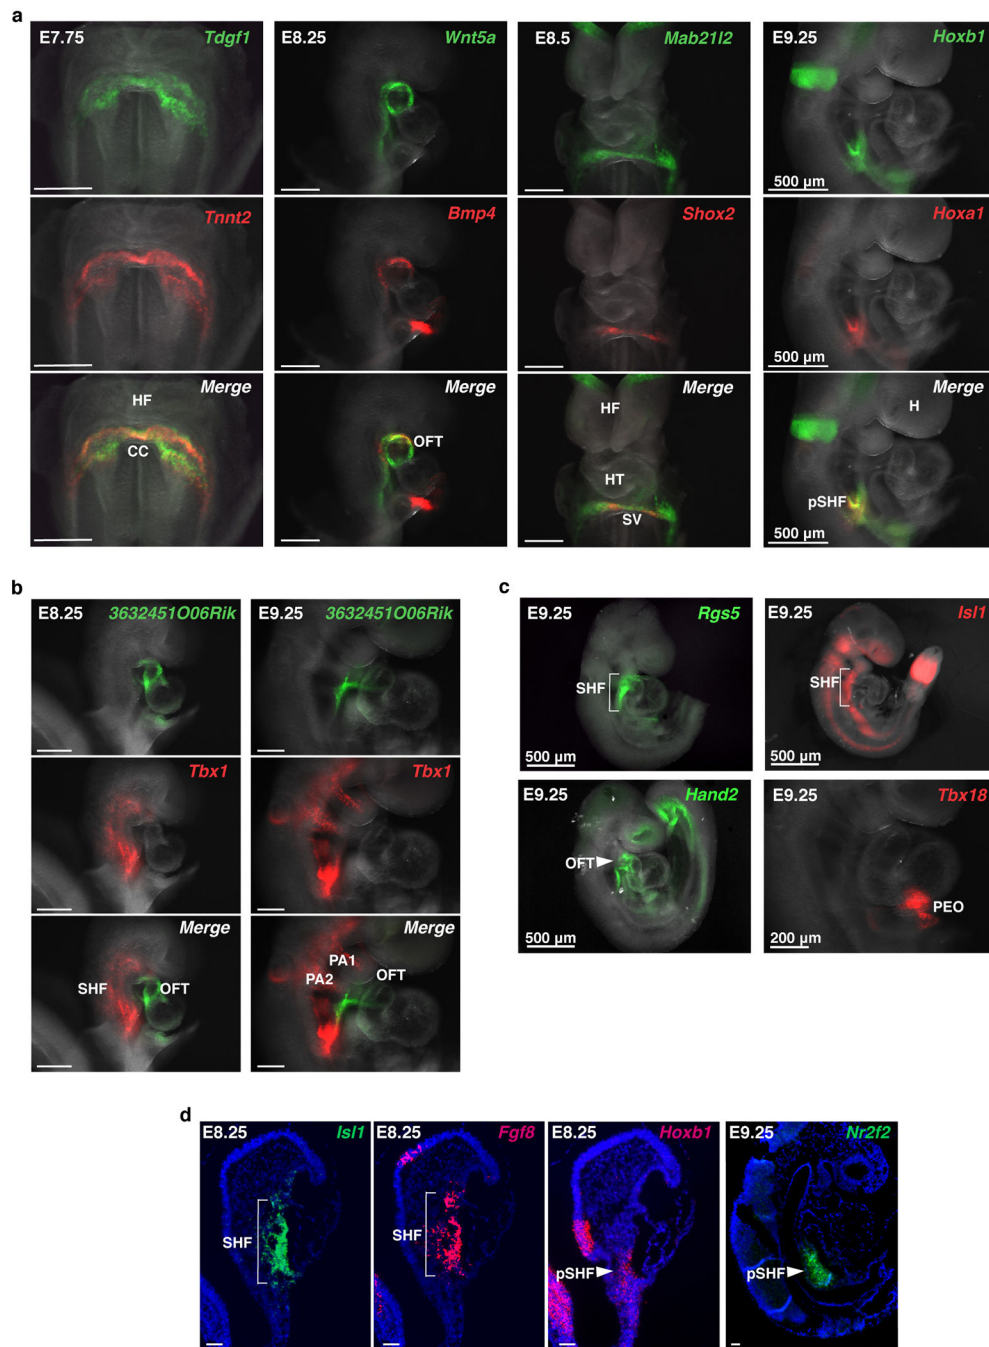 a
E7.75 Tdgf1 E8.25 Wnt5a E8.5 Mab21l2 E9.25 Hoxb1
500 µm
Tnnt2 Bmp4 Shox2 Hoxa1
500 µm
Merge Merge Merge Merge
HF HF H
CC OFT HT
SV pSHF
500 µm
b
E8.25 3632451O06Rik E9.25 3632451O06Rik
Tbx1 Tbx1
Merge Merge
PA1
SHF OFT PA2 OFT
c
E9.25 Rgs5 E9.25 Isl1
SHF SHF
500 µm 500 µm
E9.25 Hand2 E9.25 Tbx18
OFT
PEO
500 µm 200 µm
d
E8.25 Isl1 E8.25 Fgf8 E8.25 Hoxb1 E9.25 Nr2f2
SHF SHF
pSHF pSHF